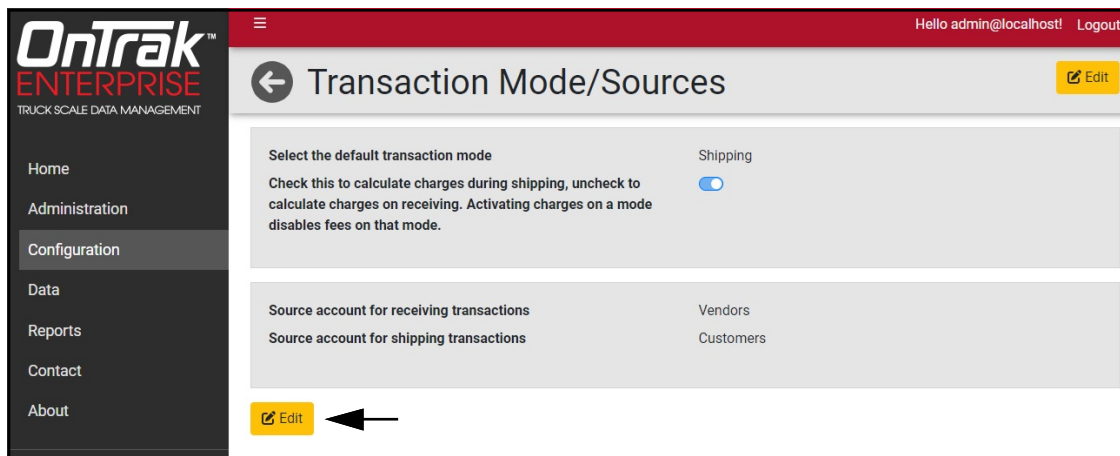 OnTrak™
ENTERPRISE
TRUCK SCALE DATA MANAGEMENT
Home
Administration
Configuration
Data
Reports
Contact
About
Hello admin@localhost! Logout
Transaction Mode/Sources
Edit
Select the default transaction mode Shipping
Check this to calculate charges during shipping, uncheck to
calculate charges on receiving. Activating charges on a mode
disables fees on that mode.
Source account for receiving transactions Vendors
Source account for shipping transactions Customers
Edit